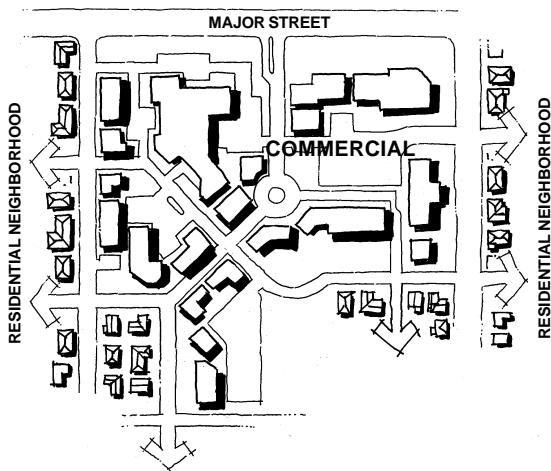 MAJOR STREET
RESIDENTIAL NEIGHBORHOOD
COMMERCIAL
RESIDENTIAL NEIGHBORHOOD